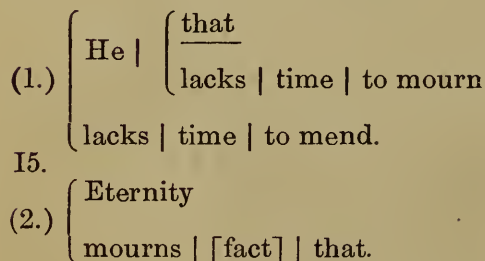 that
(1.) He |
lacks | time | to mourn
lacks | time | to mend.
I5.
Eternity
(2.)
mourns | ⌈fact⌉ | that.